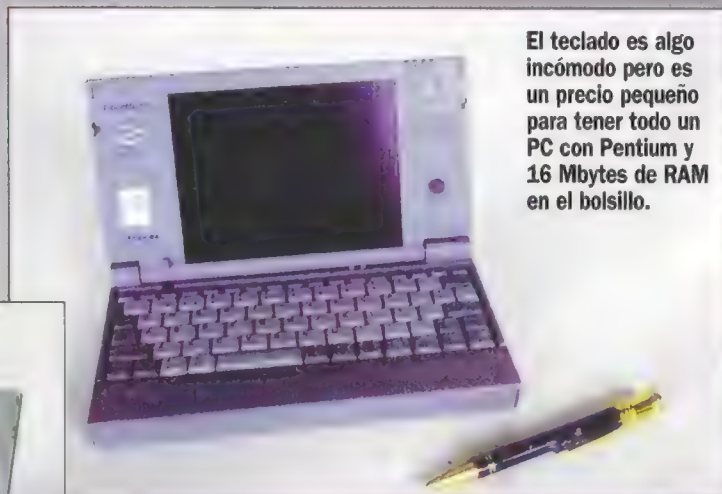 El teclado es algo
incómodo pero es
un precio pequeño
para tener todo un
PC con Pentium y
16 Mbytes de RAM
en el bolsillo.